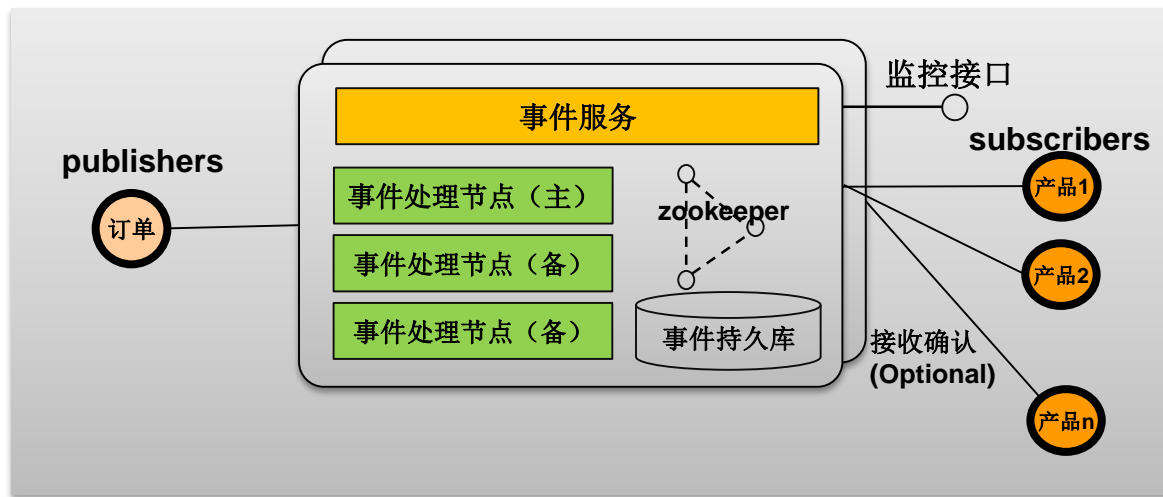 publishers
订单
事件服务
事件处理节点（主）
事件处理节点（备）
事件处理节点（备）
zookeeper
事件持久库
监控接口
subscribers
产品1
产品2
接收确认
(Optional)
产品n